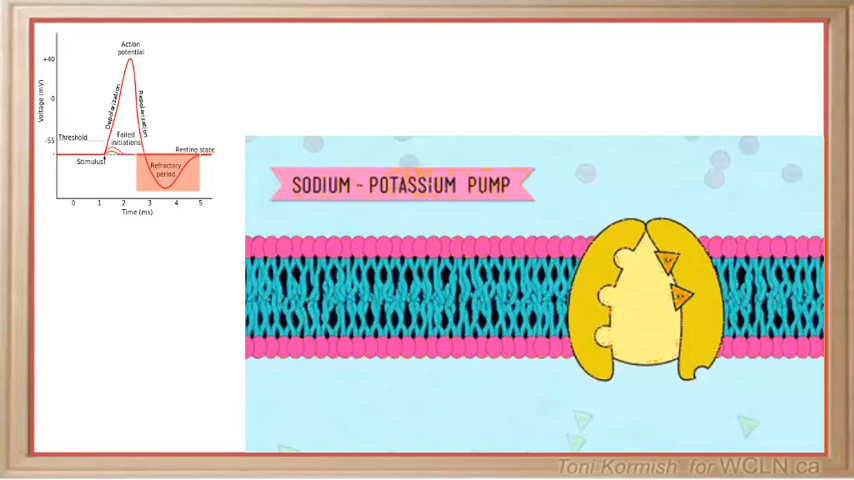 Action
potential
+40
Voltage (mV)
0
Depolarization
Repolarization
-55
Threshold
Failed
initiations
Resting state
Stimulus
Refractory
period
0 1 2 3 4 5
Time (ms)
SODIUM - POTASSIUM PUMP
Toni Kormish for WCLN.ca